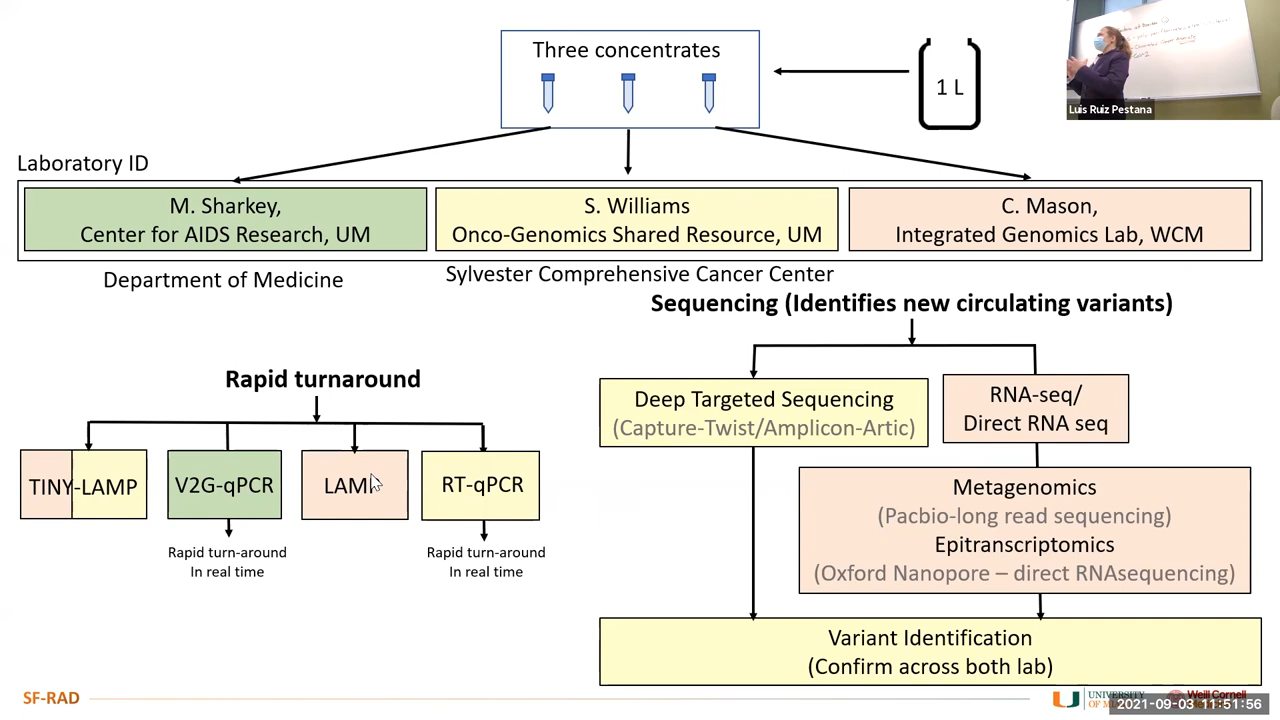 Three concentrates
1 L
Luis Ruiz Pestana
Laboratory ID
M. Sharkey,
Center for AIDS Research, UM
S. Williams
Onco-Genomics Shared Resource, UM
C. Mason,
Integrated Genomics Lab, WCM
Department of Medicine
Sylvester Comprehensive Cancer Center
Sequencing (Identifies new circulating variants)
Rapid turnaround
Deep Targeted Sequencing
(Capture-Twist/Amplicon-Artic)
RNA-seq/
Direct RNA seq
TINY-LAMP
V2G-qPCR
LAMP
RT-qPCR
Rapid turn-around
In real time
Rapid turn-around
In real time
Metagenomics
(Pacbio-long read sequencing)
Epitranscriptomics
(Oxford Nanopore – direct RNAsequencing)
Variant Identification
(Confirm across both lab)
SF-RAD
UNIVERSITY
Weill Cornell
2021-09-03 11:51:56